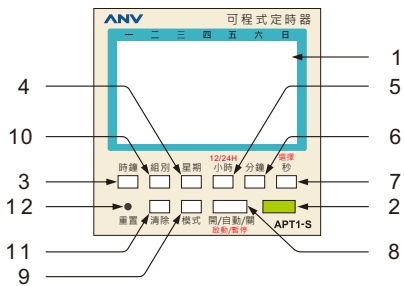 ANV 可程式定時器
一 二 三 四 五 六 日
1
4
5
10
6
12/24H 選擇
時鐘 組別 星期 小時 分鐘 秒
3
7
12
2
重置 清除 模式 開/自動/關 APT1-S
啟動/暫停
11
8
9